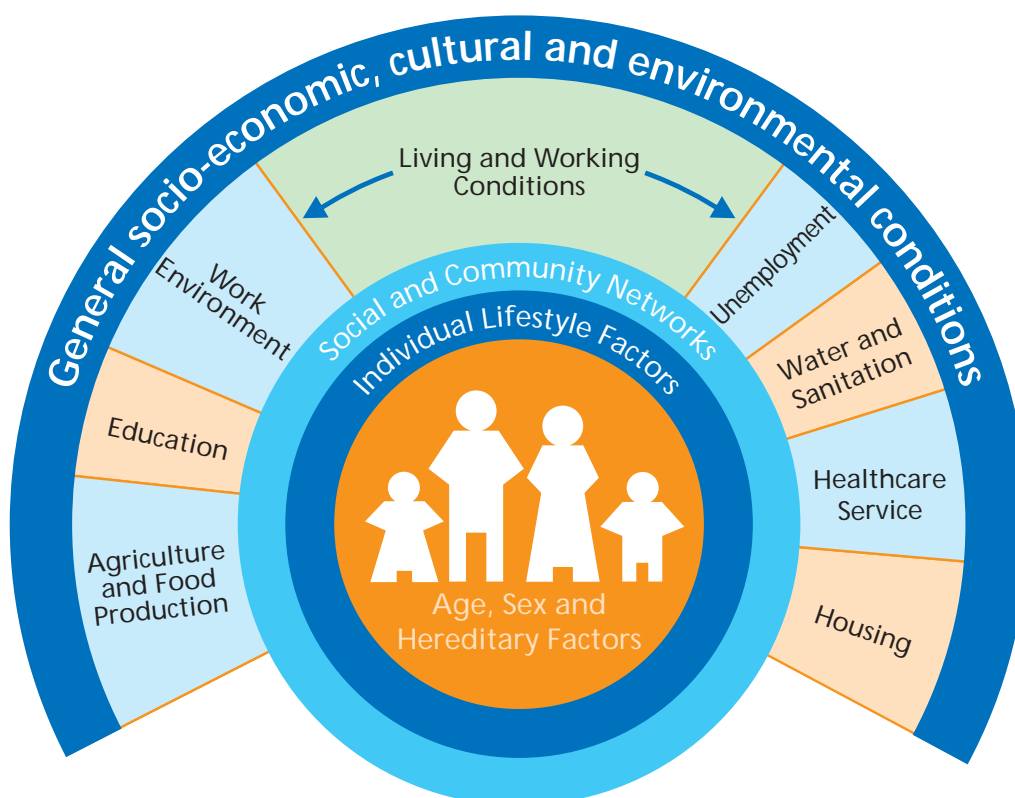 General socio-economic, cultural and environmental conditions
Living and Working
Conditions
Work
Environment
Education
Agriculture
and Food
Production
Unemployment
Water and
Sanitation
Healthcare
Service
Housing
Social and Community Networks
Individual Lifestyle Factors
Age, Sex and
Hereditary Factors